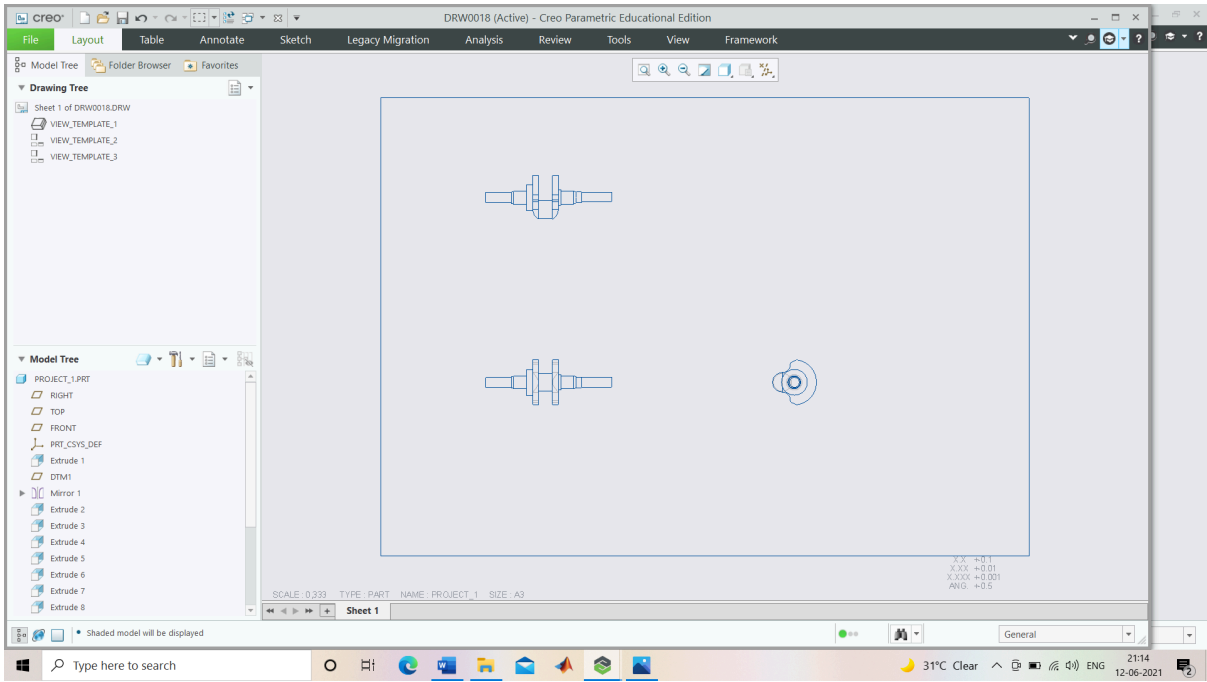 creo® DRW0018 (Active) - Creo Parametric Educational Edition
File Layout Table Annotate Sketch Legacy Migration Analysis Review Tools View Framework
Model Tree Folder Browser Favorites
Drawing Tree
Sheet 1 of DRW0018.DRW
VIEW_TEMPLATE_1
VIEW_TEMPLATE_2
VIEW_TEMPLATE_3
Model Tree
PROJECT_1.PRT
RIGHT
TOP
FRONT
PRT_CSYS_DEF
Extrude 1
DTM1
Mirror 1
Extrude 2
Extrude 3
Extrude 4
Extrude 5
Extrude 6
Extrude 7
Extrude 8
X.X +-0.1
X.XX +-0.01
X.XXX +-0.001
ANG. +-0.5
SCALE : 0,333 TYPE : PART NAME : PROJECT_1 SIZE : A3
Sheet 1
• Shaded model will be displayed
General
Type here to search
31°C Clear
ENG
21:14
12-06-2021
2